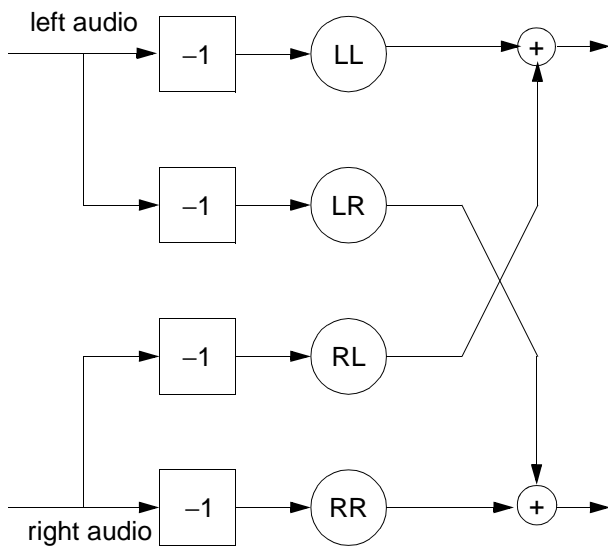 left audio
–1
LL
+
–1
LR
–1
RL
–1
RR
+
right audio